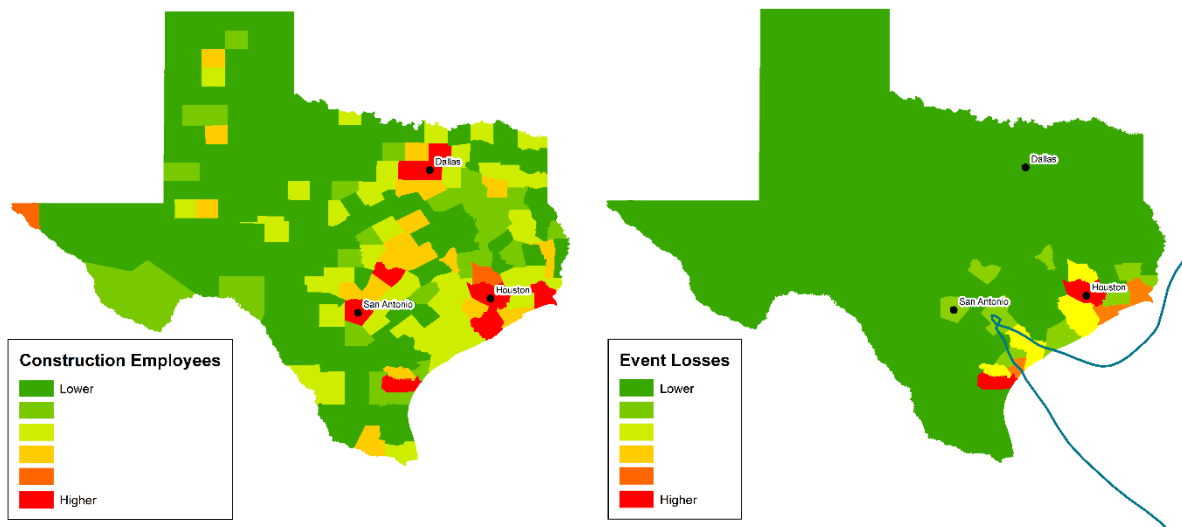 Dallas
Houston
San Antonio
Construction Employees
Lower
Higher
Dallas
Houston
San Antonio
Event Losses
Lower
Higher